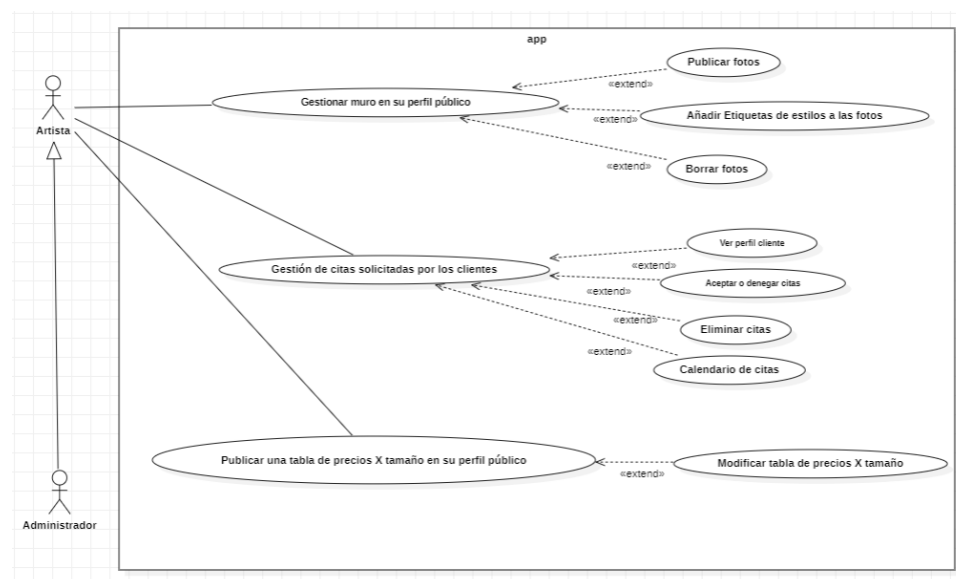 app
Publicar fotos
«extend»
Gestionar muro en su perfil público
Añadir Etiquetas de estilos a las fotos
«extend»
Artista
Borrar fotos
«extend»
Ver perfil cliente
«extend»
Gestión de citas solicitadas por los clientes
Aceptar o denegar citas
«extend»
Eliminar citas
«extend»
Calendario de citas
«extend»
Publicar una tabla de precios X tamaño en su perfil público
Modificar tabla de precios X tamaño
«extend»
Administrador